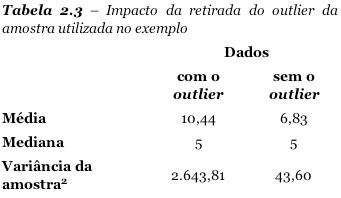 Tabela 2.3 – Impacto da retirada do outlier da
amostra utilizada no exemplo
Dados
com o sem o
outlier outlier
Média 10,44 6,83
Mediana 5 5
Variância da
amostra² 2.643,81 43,60